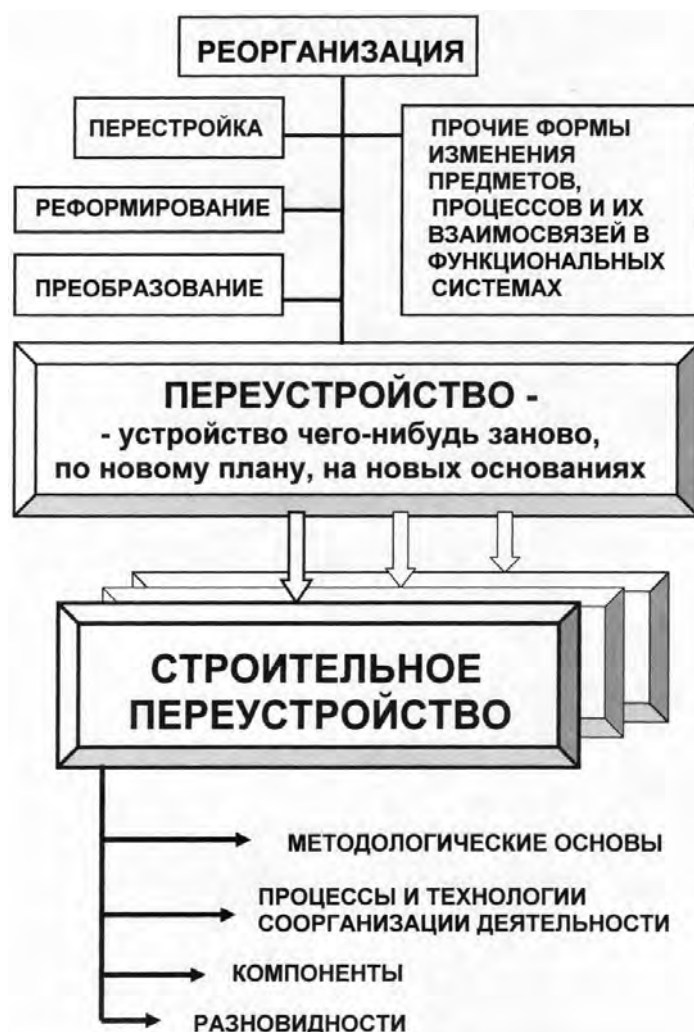 РЕОРГАНИЗАЦИЯ
ПЕРЕСТРОЙКА
РЕФОРМИРОВАНИЕ
ПРЕОБРАЗОВАНИЕ
ПРОЧИЕ ФОРМЫ
ИЗМЕНЕНИЯ
ПРЕДМЕТОВ,
ПРОЦЕССОВ И ИХ
ВЗАИМОСВЯЗЕЙ В
ФУНКЦИОНАЛЬНЫХ
СИСТЕМАХ
ПЕРЕУСТРОЙСТВО -
- устройство чего-нибудь заново,
по новому плану, на новых основаниях
СТРОИТЕЛЬНОЕ
ПЕРЕУСТРОЙСТВО
МЕТОДОЛОГИЧЕСКИЕ ОСНОВЫ
ПРОЦЕССЫ И ТЕХНОЛОГИИ
СООРГАНИЗАЦИИ ДЕЯТЕЛЬНОСТИ
КОМПОНЕНТЫ
РАЗНОВИДНОСТИ